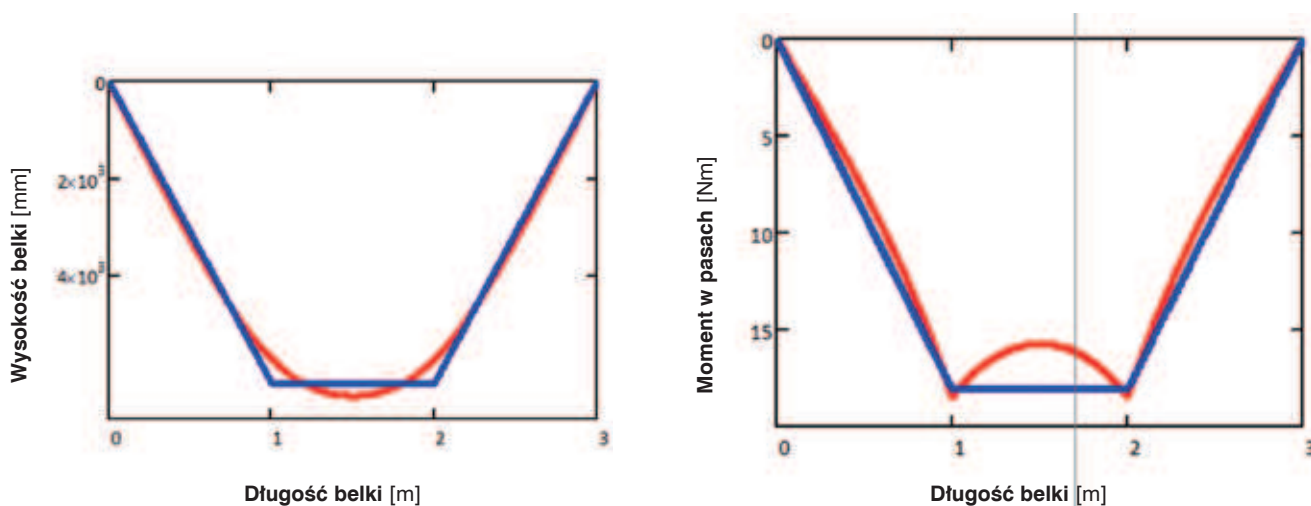 Wysokość belki [mm]
0
2×10³
4×10³
0 1 2 3
Długość belki [m]
Moment w pasach [Nm]
0
5
10
15
0 1 2 3
Długość belki [m]